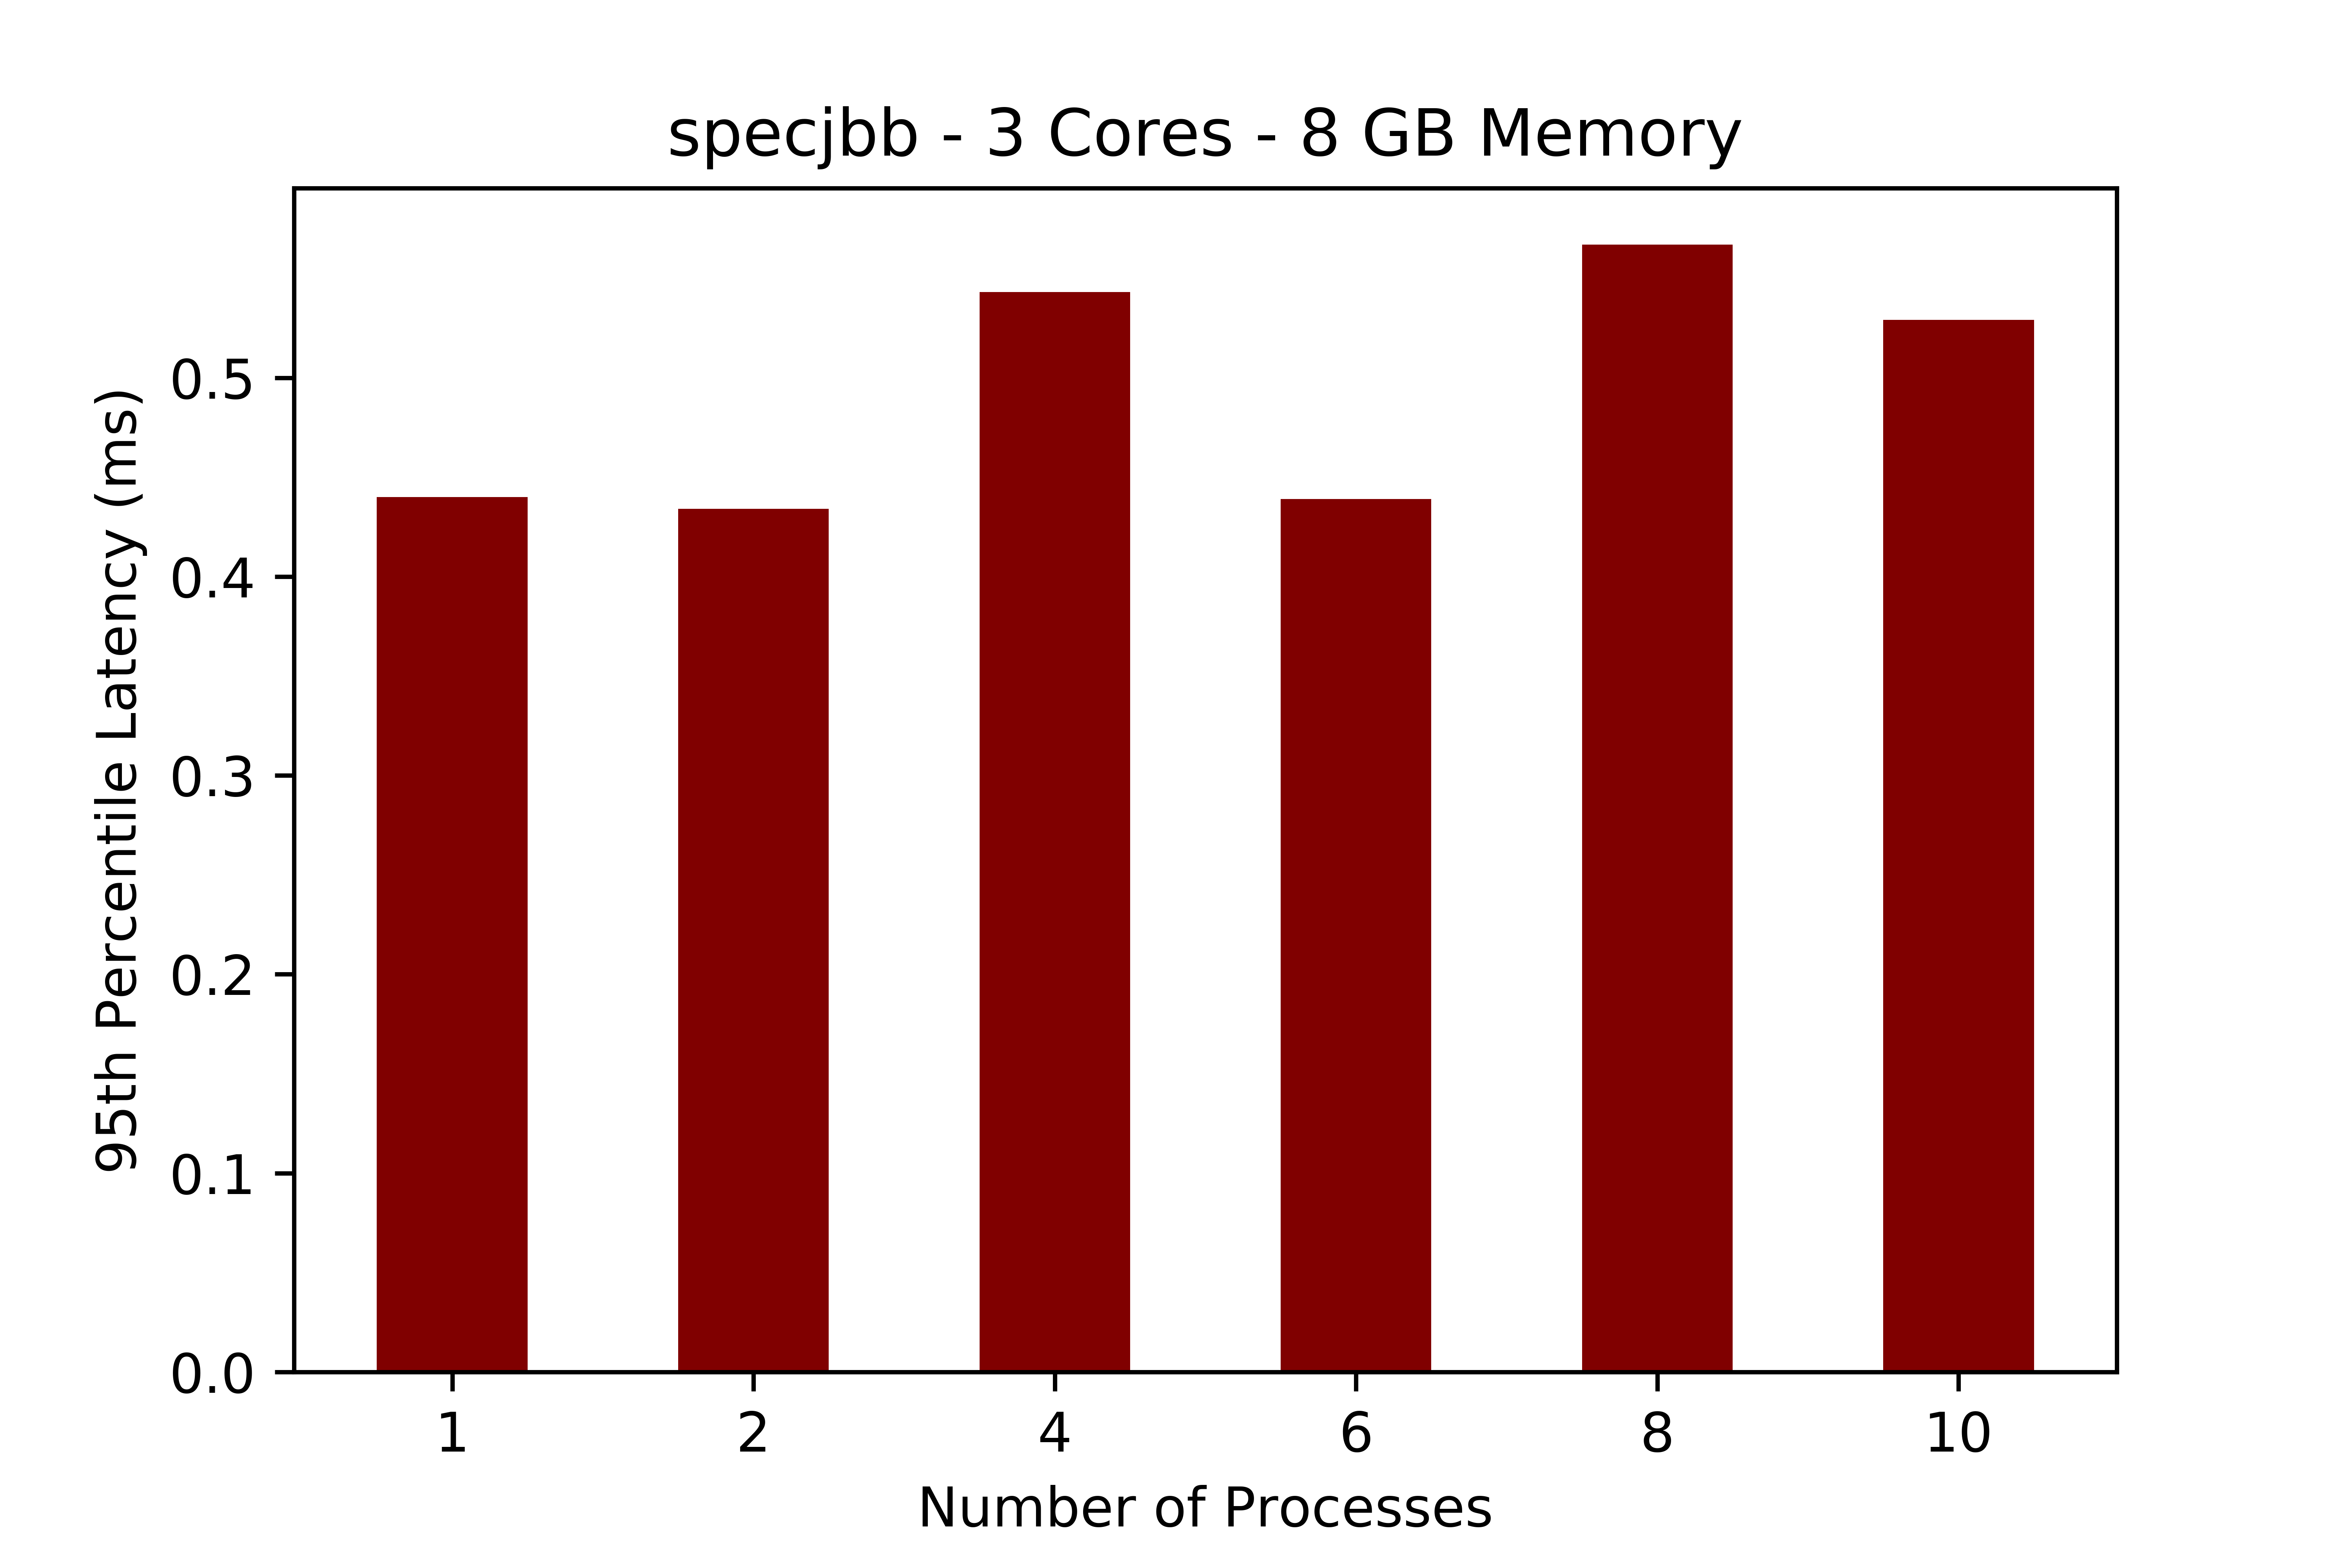 specjbb - 3 Cores - 8 GB Memory
95th Percentile Latency (ms)
0.5
0.4
0.3
0.2
0.1
0.0
1 2 4 6 8 10
Number of Processes